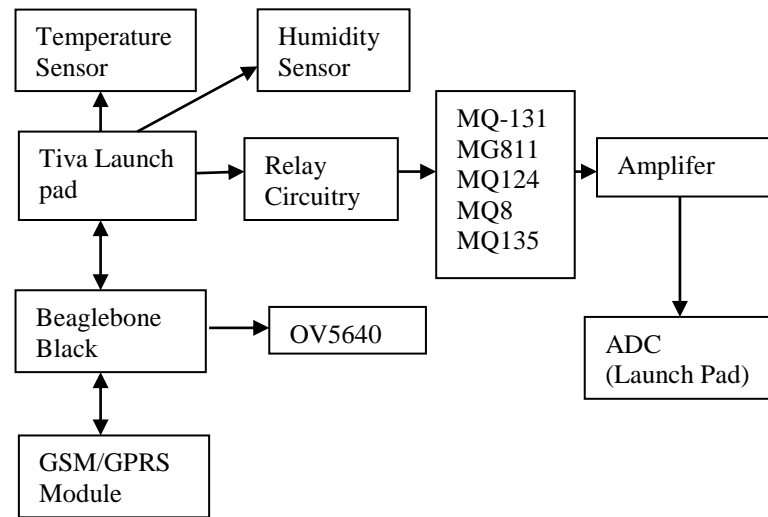 Temperature
Sensor
Humidity
Sensor
Tiva Launch
pad
Relay
Circuitry
MQ-131
MG811
MQ124
MQ8
MQ135
Amplifer
Beaglebone
Black
OV5640
ADC
(Launch Pad)
GSM/GPRS
Module